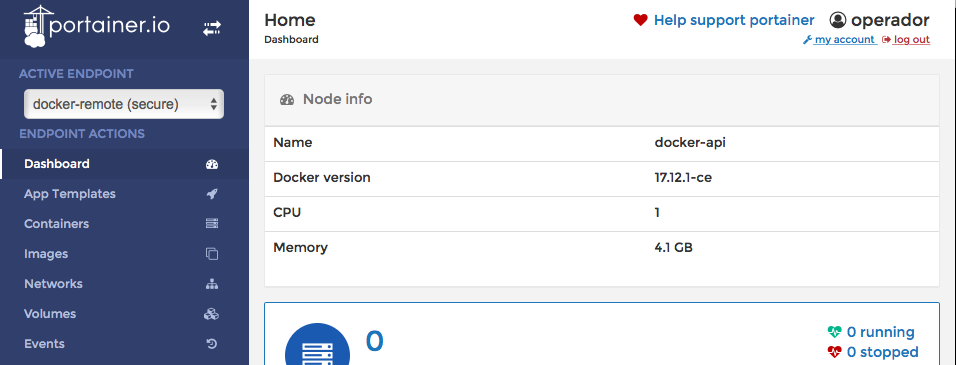 portainer.io
ACTIVE ENDPOINT
docker-remote (secure)
ENDPOINT ACTIONS
Dashboard
App Templates
Containers
Images
Networks
Volumes
Events
Home
Dashboard
Help support portainer
operador
my account
log out
Node info
Name docker-api
Docker version 17.12.1-ce
CPU 1
Memory 4.1 GB
0
0 running
0 stopped